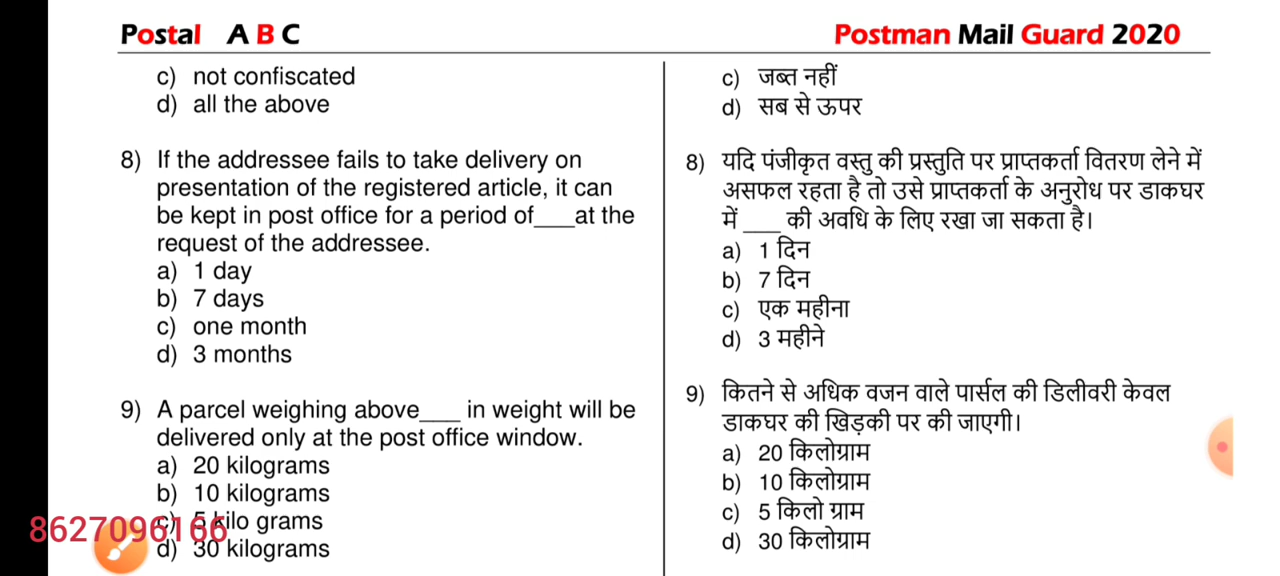 Postal A B C
Postman Mail Guard 2020
c) not confiscated
d) all the above
8) If the addressee fails to take delivery on
presentation of the registered article, it can
be kept in post office for a period of___at the
request of the addressee.
a) 1 day
b) 7 days
c) one month
d) 3 months
9) A parcel weighing above___ in weight will be
delivered only at the post office window.
a) 20 kilograms
b) 10 kilograms
c) 5 kilo grams
d) 30 kilograms
8627096166
c) जब्त नहीं
d) सब से ऊपर
8) यदि पंजीकृत वस्तु की प्रस्तुति पर प्राप्तकर्ता वितरण लेने में
असफल रहता है तो उसे प्राप्तकर्ता के अनुरोध पर डाकघर
में ___ की अवधि के लिए रखा जा सकता है।
a) 1 दिन
b) 7 दिन
c) एक महीना
d) 3 महीने
9) कितने से अधिक वजन वाले पार्सल की डिलीवरी केवल
डाकघर की खिड़की पर की जाएगी।
a) 20 किलोग्राम
b) 10 किलोग्राम
c) 5 किलो ग्राम
d) 30 किलोग्राम